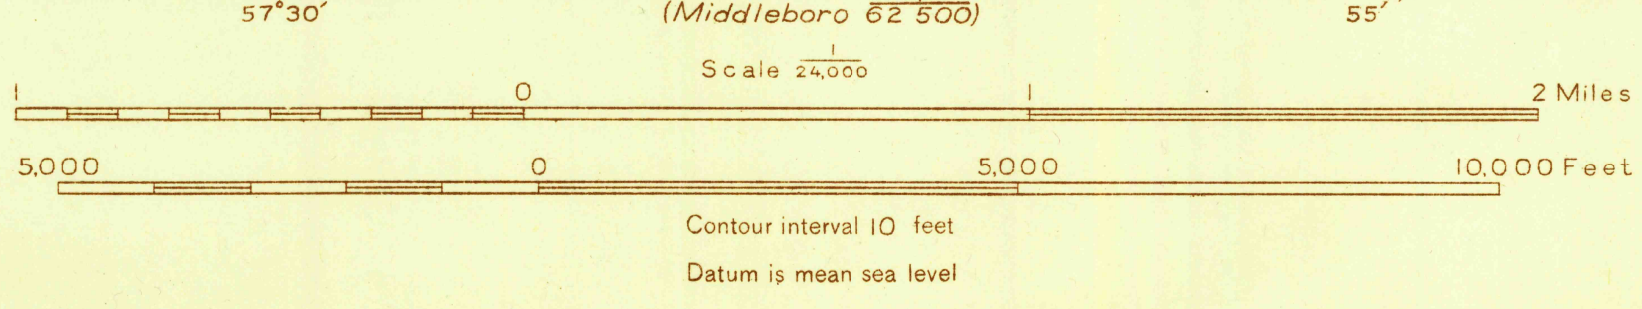 57°30′ (Middleboro 62 500) 55′
Scale 1/24,000
1 0 1 2 Miles
5,000 0 5,000 10,000 Feet
Contour interval 10 feet
Datum is mean sea level